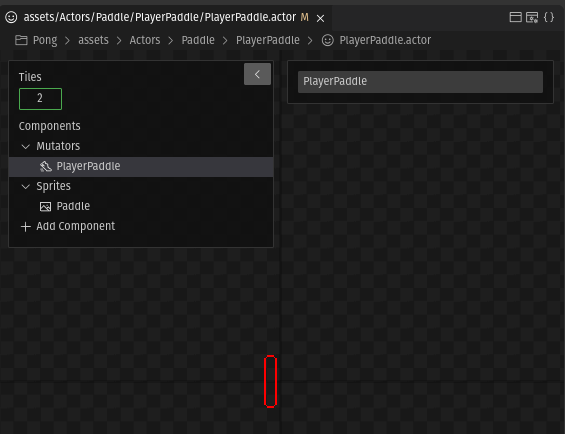 assets/Actors/Paddle/PlayerPaddle/PlayerPaddle.actor M
Pong > assets > Actors > Paddle > PlayerPaddle > PlayerPaddle.actor
Tiles
2
Components
Mutators
PlayerPaddle
Sprites
Paddle
Add Component
PlayerPaddle